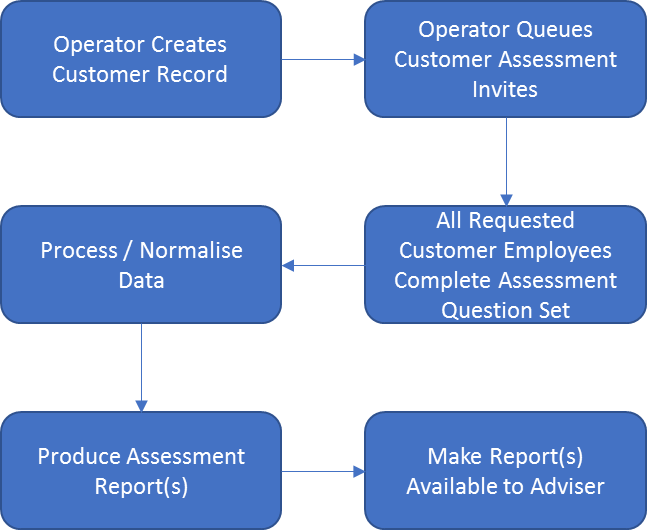 Operator Creates
Customer Record
Operator Queues
Customer Assessment
Invites
All Requested
Customer Employees
Complete Assessment
Question Set
Process / Normalise
Data
Produce Assessment
Report(s)
Make Report(s)
Available to Adviser